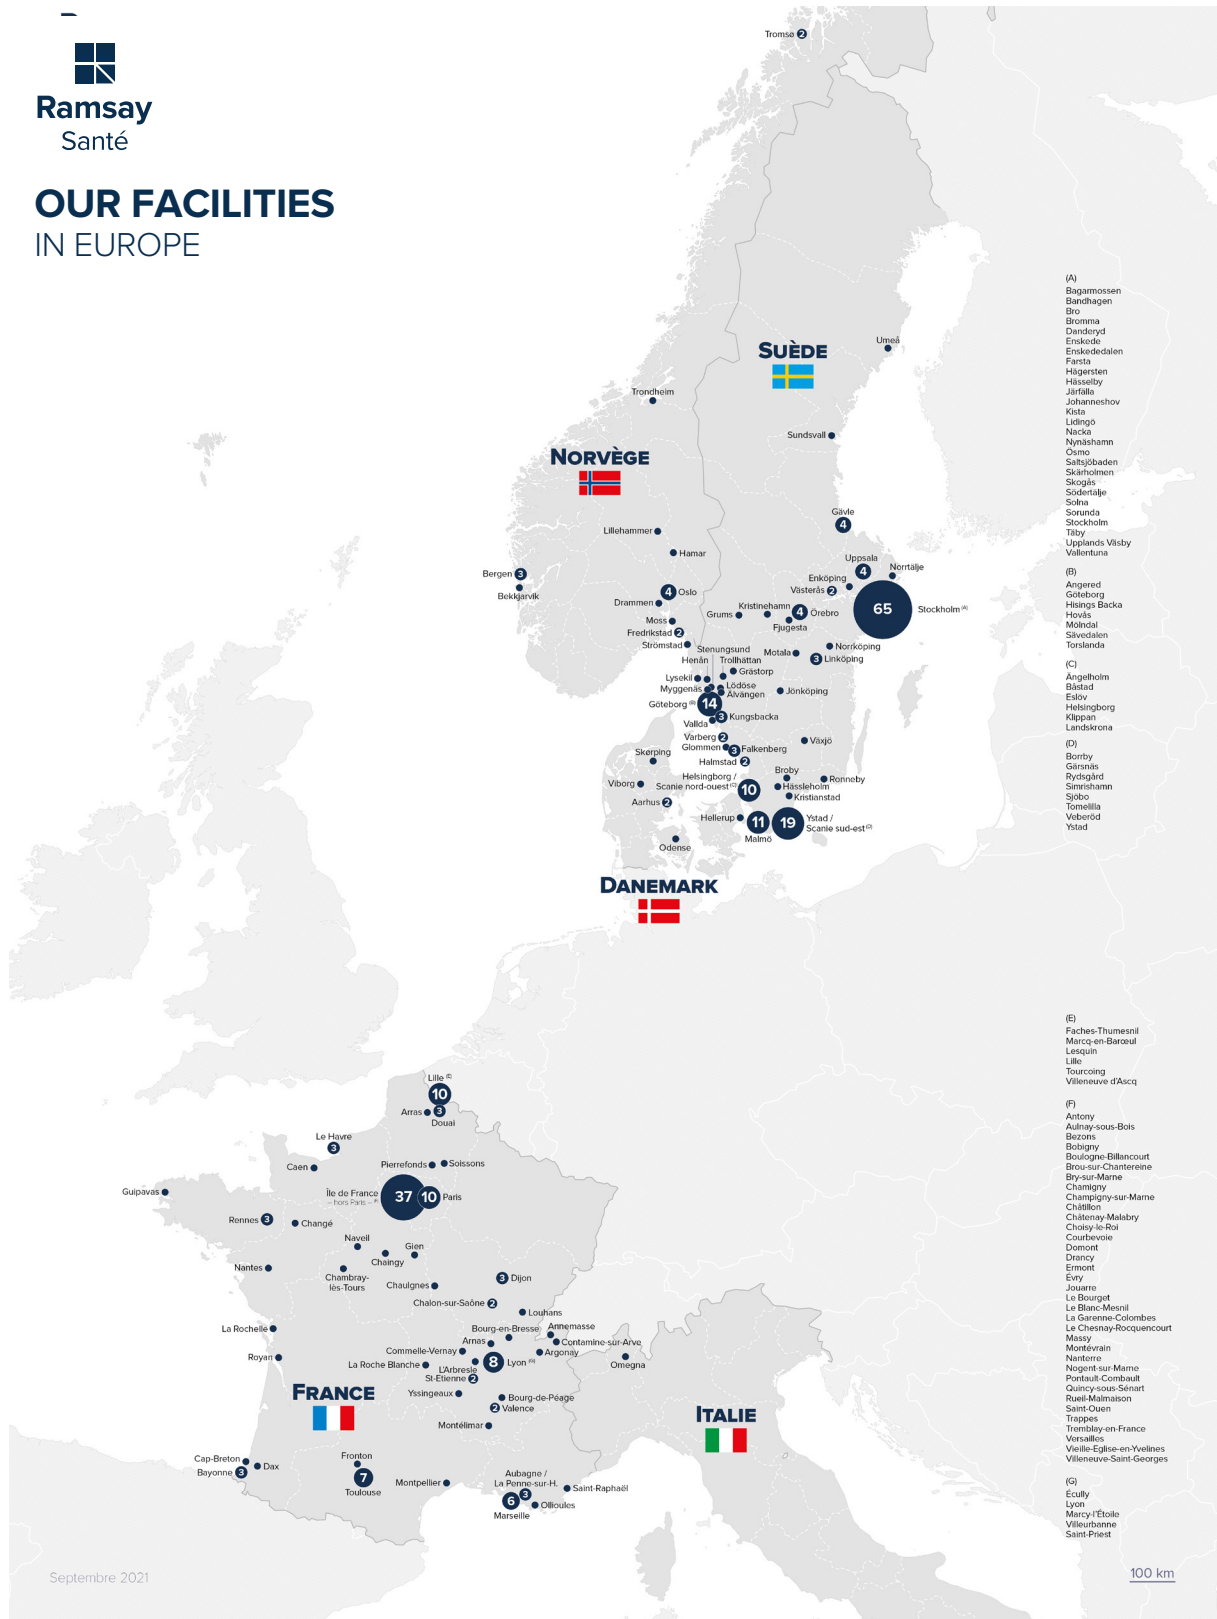 Ramsay
Santé
OUR FACILITIES
IN EUROPE
Tromsø 2
SUÈDE
Umeå
Trondheim
Sundsvall
NORVÈGE
Gävle
4
Lillehammer
Hamar
Uppsala
4
Norrtälje
Bergen 3
Bekkjarvik
Enköping
Västerås 2
4 Oslo
Drammen
65
Stockholm (A)
Kristinehamn
Grums
4 Örebro
Fjugesta
Moss
Fredrikstad 2
Strömstad
Stenungsund
Henån
Trollhättan
Motala
Norrköping
3 Linköping
Grästorp
Lysekil
Myggenäs
Lödöse
Älvängen
Jönköping
Göteborg (B) 14
3 Kungsbacka
Vallda
Varberg 2
Glommen
3 Falkenberg
Växjö
Halmstad 2
Skørping
Viborg
Aarhus 2
Helsingborg /
Scanie nord-ouest (C)
10
Broby
Hässleholm
Kristianstad
Ronneby
Hellerup
11
Malmö
19
Ystad /
Scanie sud-est (D)
Odense
DANEMARK
Lille (E)
10
Arras
3
Douai
Le Havre
3
Caen
Pierrefonds
Soissons
Guipavas
Île de France
– hors Paris –
37
10 Paris
Rennes 3
Changé
Naveil
Gien
Chaingy
Nantes
Chambray-
lès-Tours
Chaulgnes
3 Dijon
Chalon-sur-Saône 2
Louhans
La Rochelle
Bourg-en-Bresse
Annemasse
Arnas
Contamine-sur-Arve
Commelle-Vernay
Argonay
Royan
La Roche Blanche
L'Arbresle
8 Lyon (G)
Omegna
St-Etienne 2
Yssingeaux
Bourg-de-Péage
2 Valence
FRANCE
Montélimar
ITALIE
Cap-Breton
Dax
Bayonne 3
Fronton
7
Toulouse
Montpellier
Aubagne /
La Penne-sur-H.
3
6
Marseille
Saint-Raphaël
Ollioules
(A)
Bagarmossen
Bandhagen
Bro
Bromma
Danderyd
Enskede
Enskededalen
Farsta
Hägersten
Hässelby
Järfälla
Johanneshov
Kista
Lidingö
Nacka
Nynäshamn
Ösmo
Saltsjöbaden
Skärholmen
Skogås
Södertälje
Solna
Sorunda
Stockholm
Täby
Upplands Väsby
Vallentuna
(B)
Angered
Göteborg
Hisings Backa
Hovås
Mölndal
Sävedalen
Torslanda
(C)
Ängelholm
Båstad
Eslöv
Helsingborg
Klippan
Landskrona
(D)
Borrby
Gärsnäs
Rydsgård
Simrishamn
Sjöbo
Tomelilla
Veberöd
Ystad
(E)
Faches-Thumesnil
Marcq-en-Barœul
Lesquin
Lille
Tourcoing
Villeneuve d'Ascq
(F)
Antony
Aulnay-sous-Bois
Bezons
Bobigny
Boulogne-Billancourt
Brou-sur-Chantereine
Bry-sur-Marne
Chamigny
Champigny-sur-Marne
Châtillon
Châtenay-Malabry
Choisy-le-Roi
Courbevoie
Domont
Drancy
Ermont
Évry
Jouarre
Le Bourget
Le Blanc-Mesnil
La Garenne-Colombes
Le Chesnay-Rocquencourt
Massy
Montévrain
Nanterre
Nogent-sur-Marne
Pontault-Combault
Quincy-sous-Sénart
Rueil-Malmaison
Saint-Ouen
Trappes
Tremblay-en-France
Versailles
Vieille-Eglise-en-Yvelines
Villeneuve-Saint-Georges
(G)
Écully
Lyon
Marcy-l'Étoile
Villeurbanne
Saint-Priest
Septembre 2021
100 km